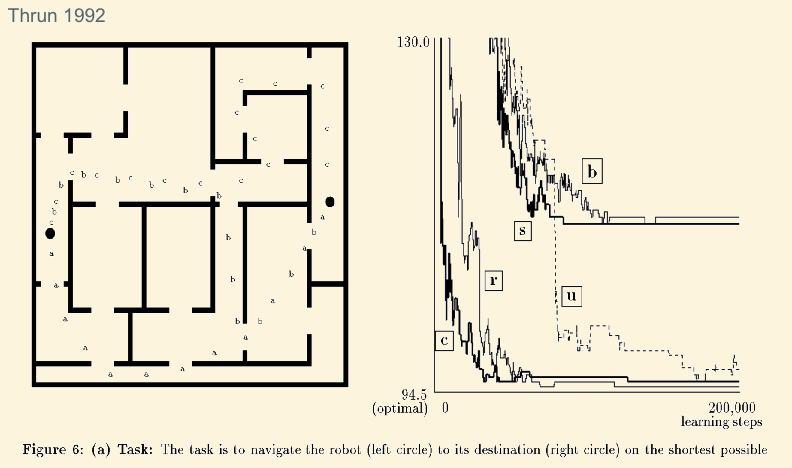 Thrun 1992
c
c
c
c
c
c
c
c
c b c b c b c b c
b
b
c
b
c
a
a
a
a
a
a
a
a
b
b
b
b
a
a
b
a
b
a
130.0
b
s
r
u
c
94.5
(optimal)
0
200,000
learning steps
Figure 6: (a) Task: The task is to navigate the robot (left circle) to its destination (right circle) on the shortest possible